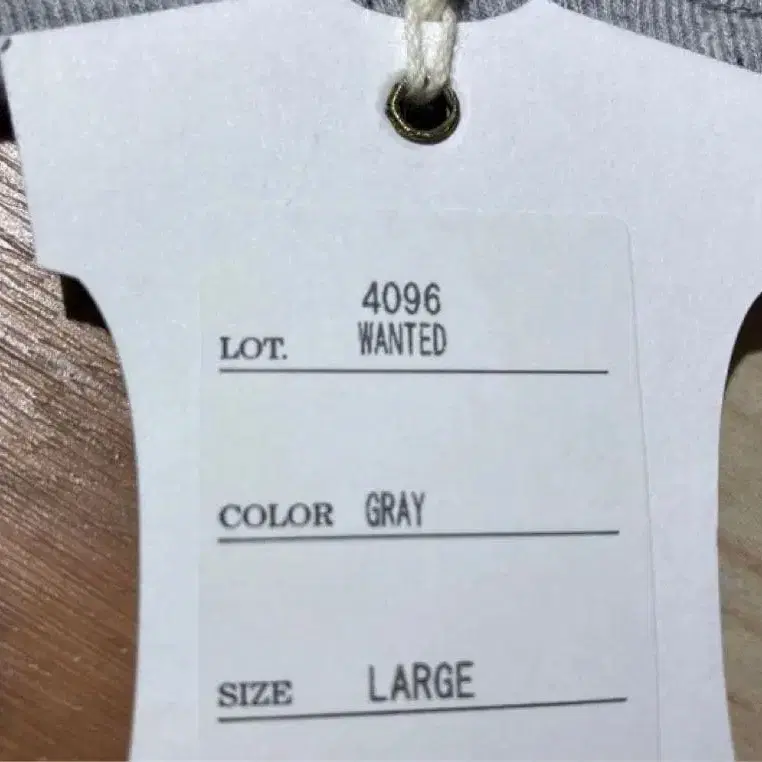 4096
LOT. WANTED
COLOR GRAY
SIZE LARGE